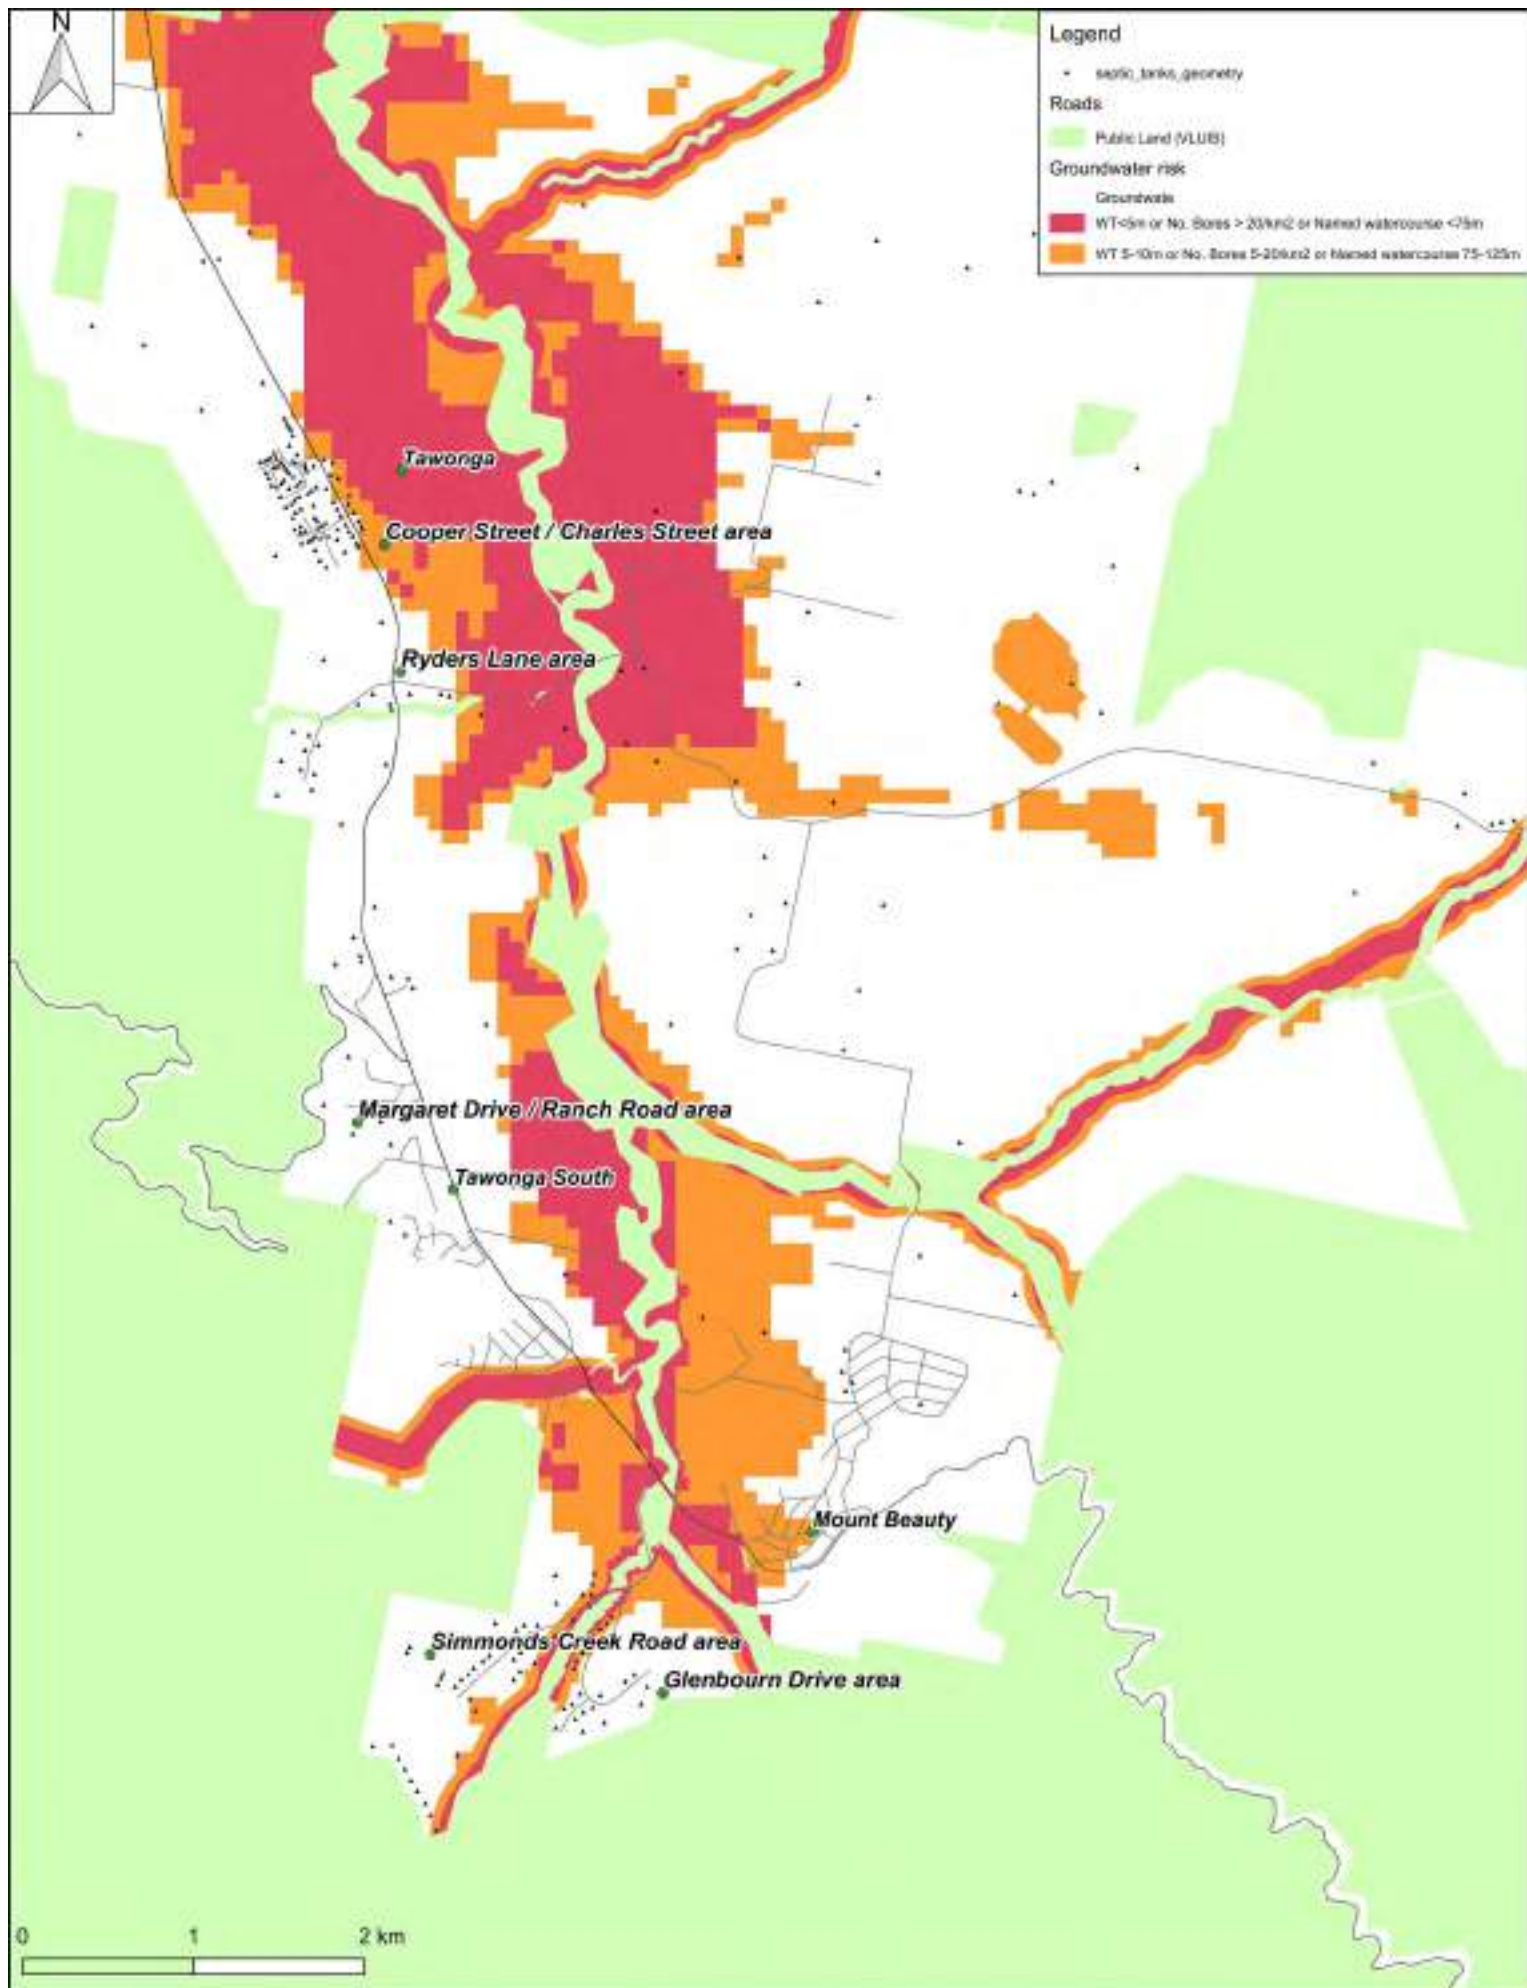 N
Legend
septic_tanks_geometry
Roads
Public Land (VLUIS)
Groundwater risk
Groundwate
WT<5m or No. Bores > 20/km2 or Named watercourse <75m
WT 5-10m or No. Bores 5-20/km2 or Named watercourse 75-125m
Tawonga
Cooper Street / Charles Street area
Ryders Lane area
Margaret Drive / Ranch Road area
Tawonga South
Mount Beauty
Simmonds Creek Road area
Glenbourn Drive area
0 1 2 km